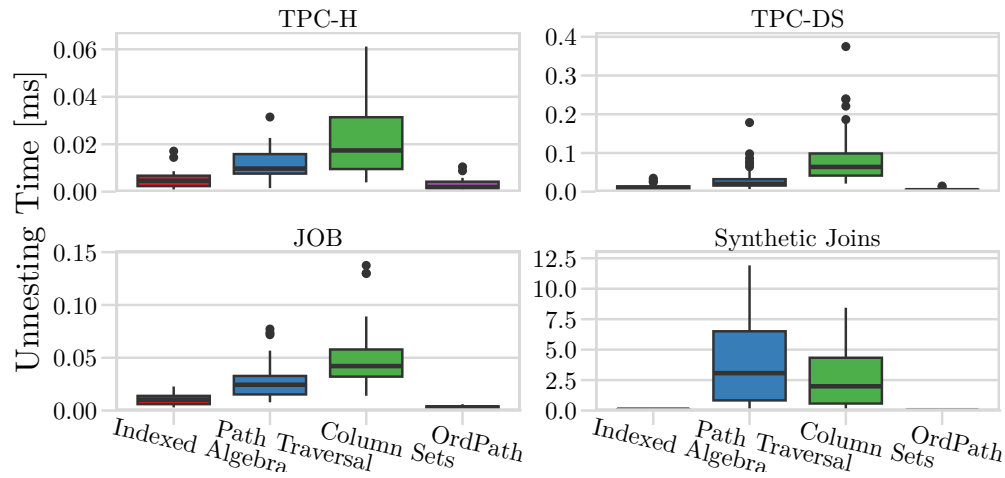 TPC-H
TPC-DS
Unnesting Time [ms]
0.06
0.04
0.02
0.00
0.4
0.3
0.2
0.1
0.0
JOB
Synthetic Joins
0.15
0.10
0.05
0.00
12.5
10.0
7.5
5.0
2.5
0.0
Indexed Algebra
Path Traversal
Column Sets
OrdPath
Indexed Algebra
Path Traversal
Column Sets
OrdPath